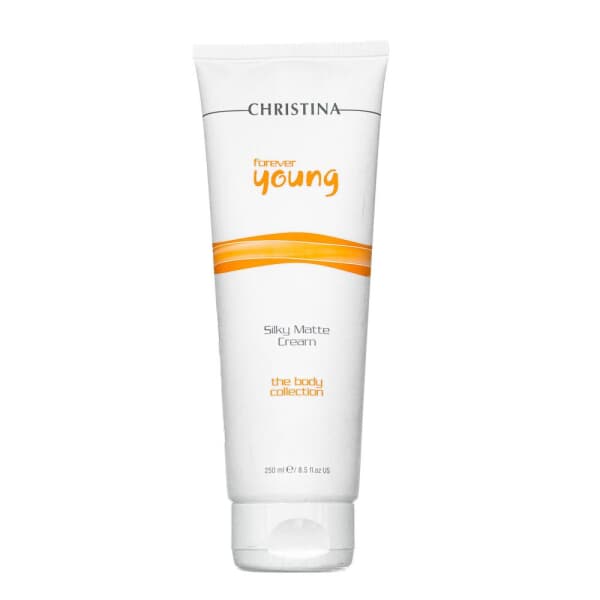 CHRISTINA
forever
young
Silky Matte
Cream
the body
collection
250 ml ℮/ 8.5 fl.oz US